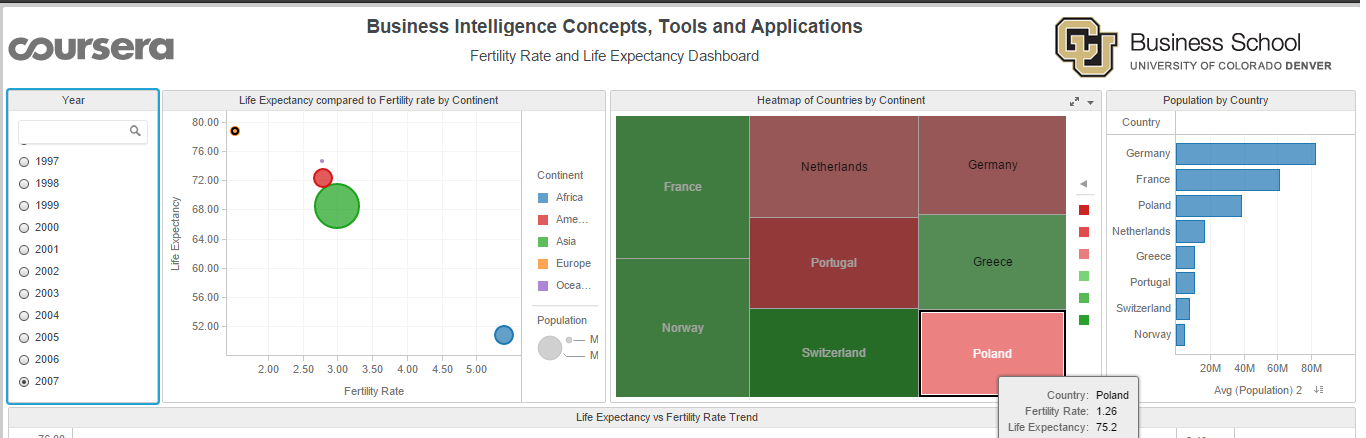 coursera
Business Intelligence Concepts, Tools and Applications
Fertility Rate and Life Expectancy Dashboard
CU
Business School
UNIVERSITY OF COLORADO DENVER
Year
1997
1998
1999
2000
2001
2002
2003
2004
2005
2006
2007
Life Expectancy compared to Fertility rate by Continent
Life Expectancy
80.00
76.00
72.00
68.00
64.00
60.00
56.00
52.00
2.00 2.50 3.00 3.50 4.00 4.50 5.00
Fertility Rate
Continent
Africa
Ame...
Asia
Europe
Ocea...
Population
M
M
Heatmap of Countries by Continent
France
Norway
Netherlands
Portugal
Switzerland
Germany
Greece
Poland
Country: Poland
Fertility Rate: 1.26
Life Expectancy: 75.2
Population by Country
Country
Germany
France
Poland
Netherlands
Greece
Portugal
Switzerland
Norway
20M 40M 60M 80M
Avg (Population) 2
Life Expectancy vs Fertility Rate Trend
76.00